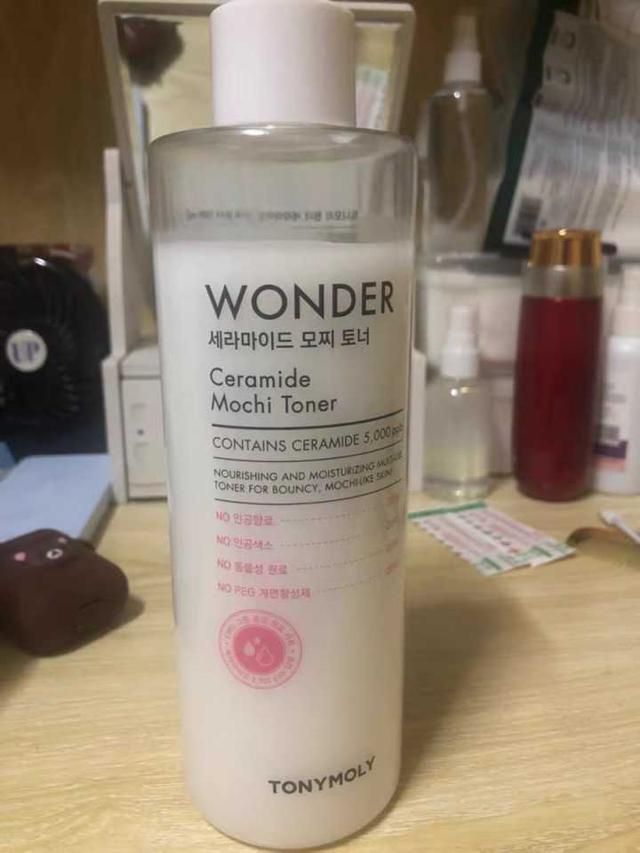 WONDER
세라마이드 모찌 토너
Ceramide
Mochi Toner
CONTAINS CERAMIDE 5,000
NOURISHING AND MOISTURIZING
TONER FOR BOUNCY, MOCHI-LIKE SKIN
NO 인공향료
NO 인공색소
NO 동물성 원료
NO PEG 계면활성제
TONYMOLY
UP